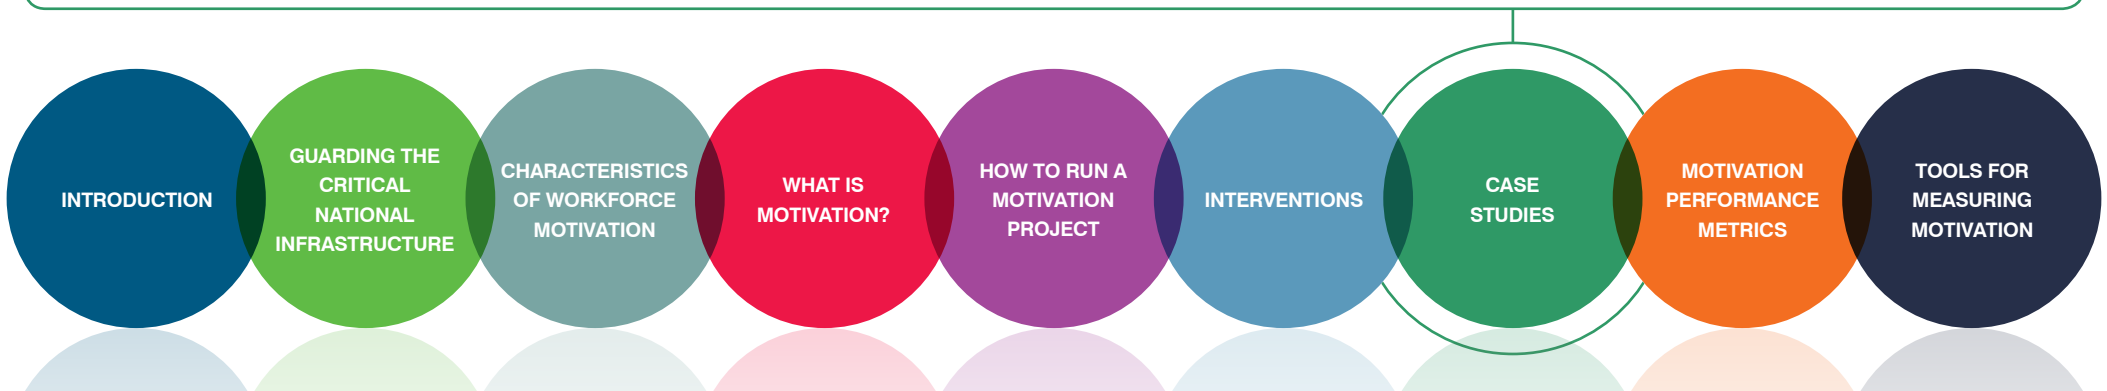 INTRODUCTION
GUARDING THE
CRITICAL
NATIONAL
INFRASTRUCTURE
CHARACTERISTICS
OF WORKFORCE
MOTIVATION
WHAT IS
MOTIVATION?
HOW TO RUN A
MOTIVATION
PROJECT
INTERVENTIONS
CASE
STUDIES
MOTIVATION
PERFORMANCE
METRICS
TOOLS FOR
MEASURING
MOTIVATION